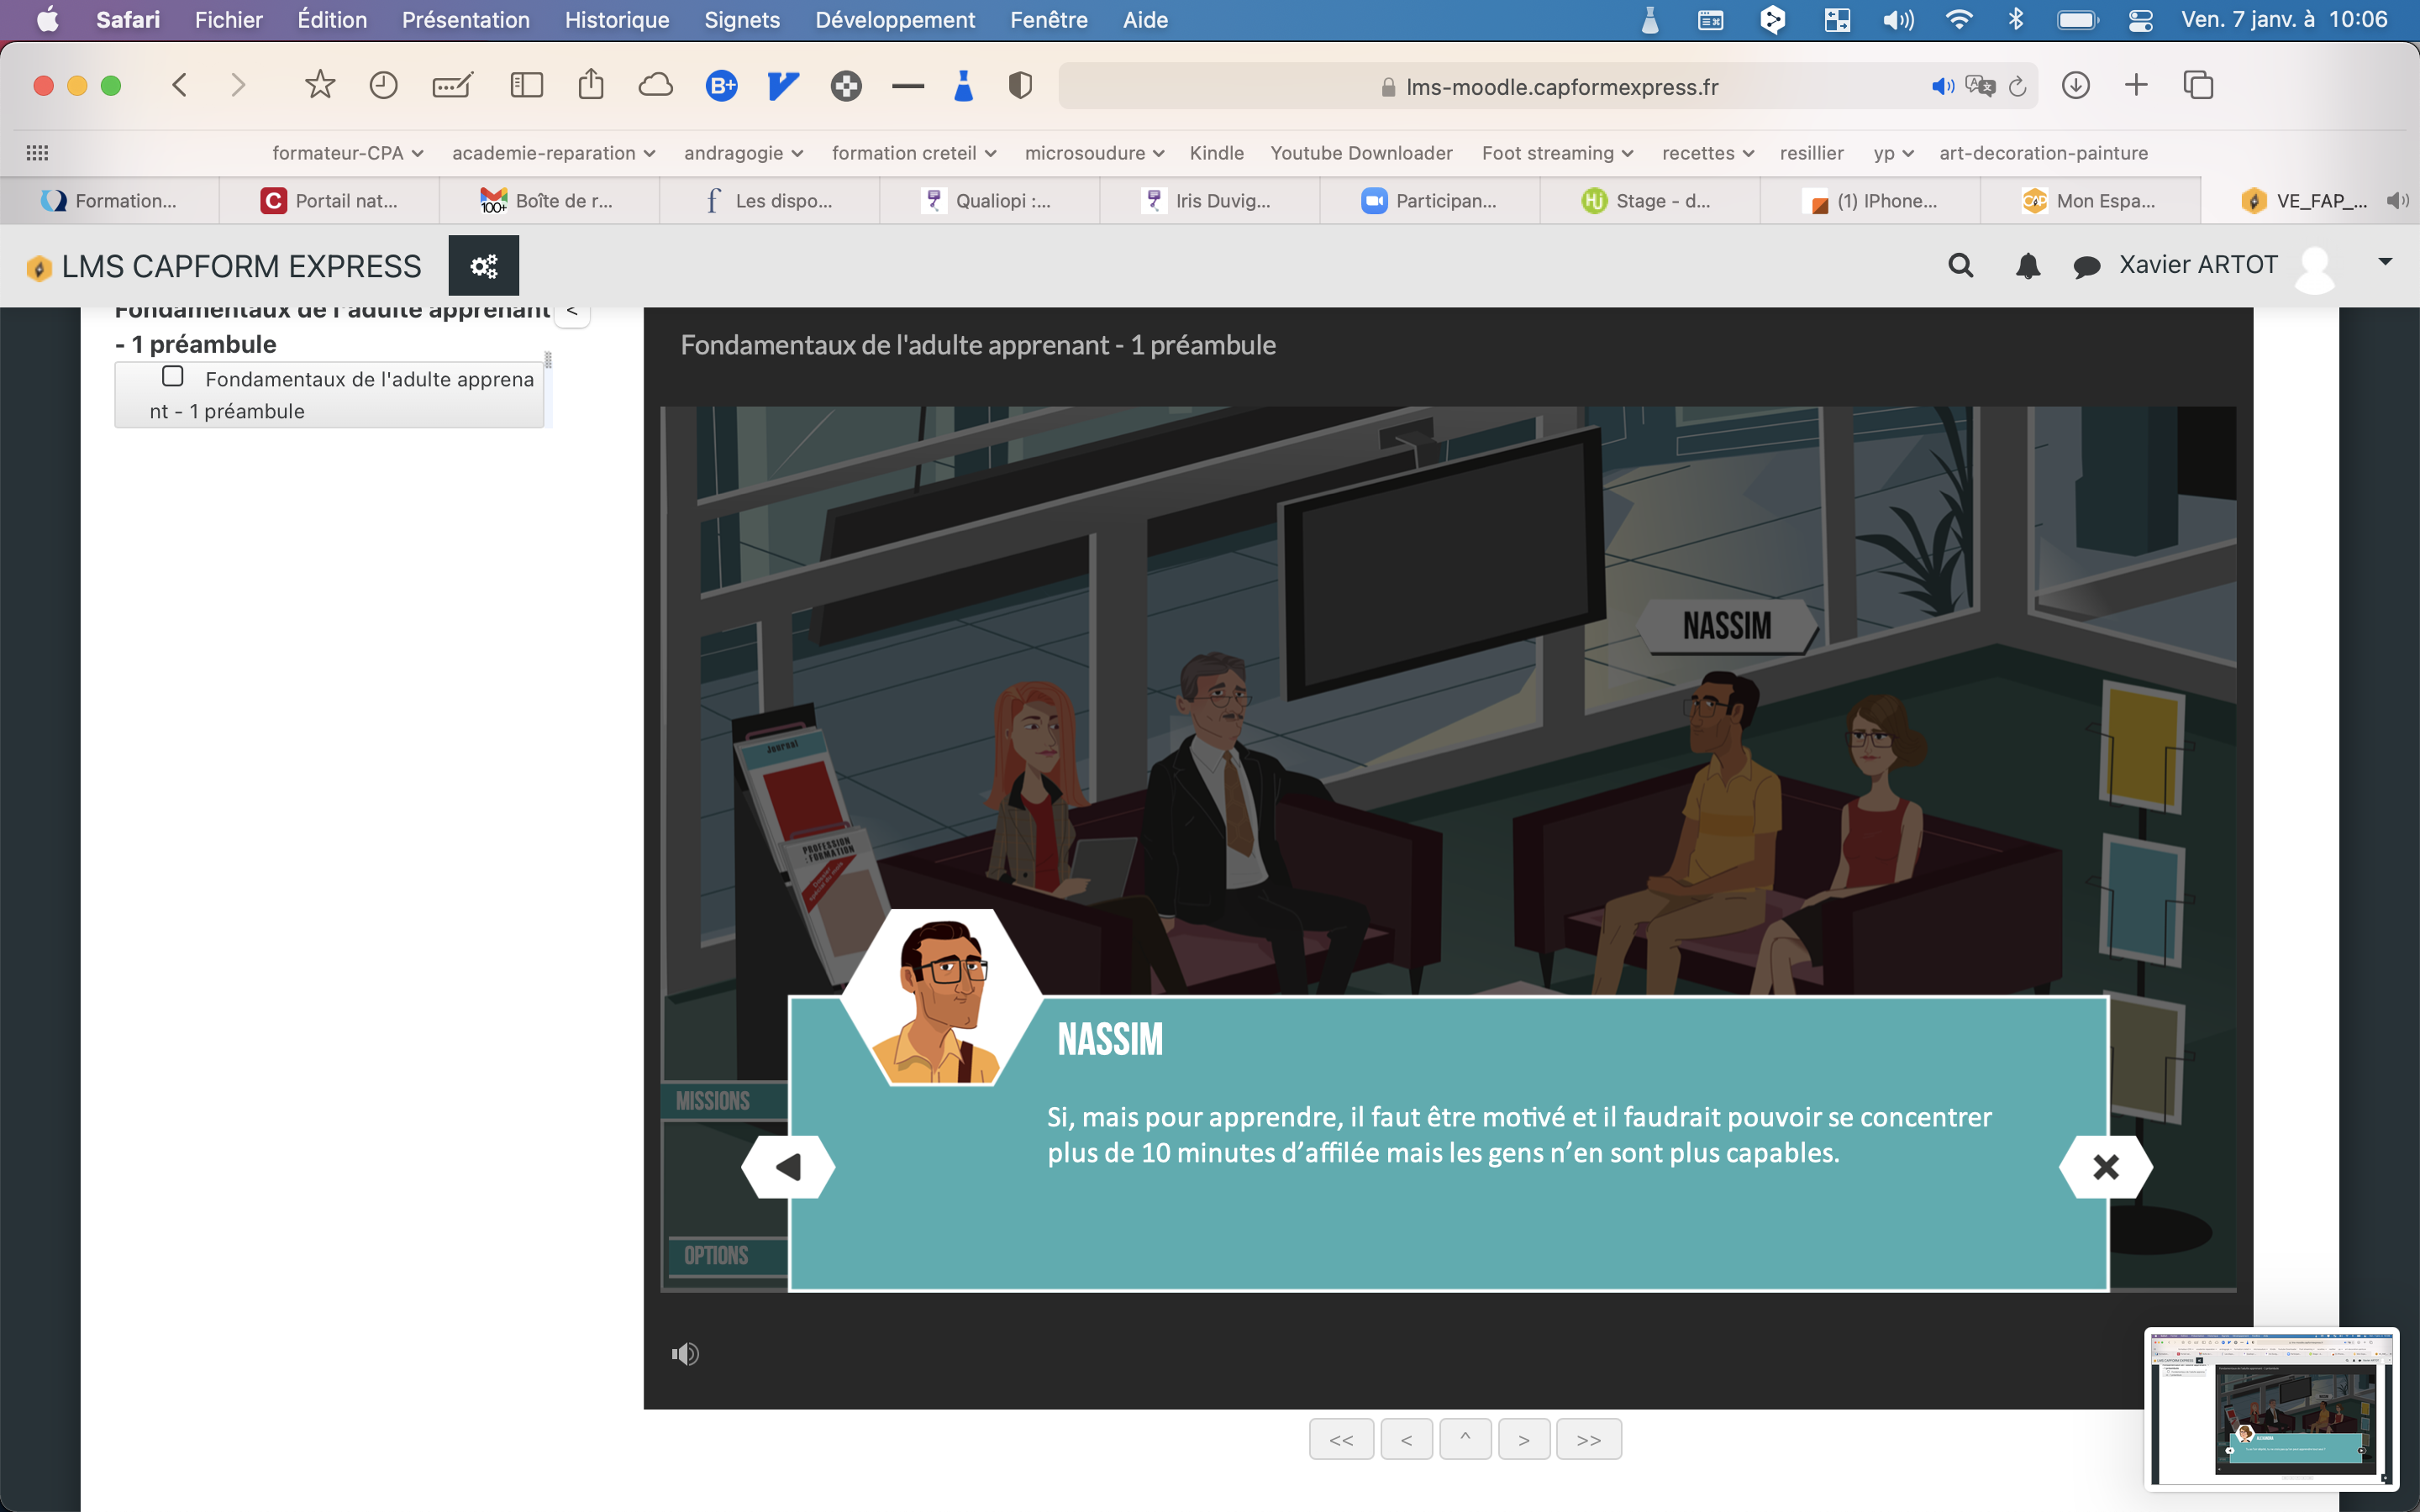 Safari Fichier Édition Présentation Historique Signets Développement Fenêtre Aide Ven. 7 janv. à 10:06
B+ lms-moodle.capformexpress.fr
formateur-CPA academie-reparation andragogie formation creteil microsoudure Kindle Youtube Downloader Foot streaming recettes resillier yp art-decoration-painture
Formation... Portail nat... 100+ Boîte de r... Les dispo... Qualiopi :... Iris Duvig... Participan... Stage - d... (1) IPhone... Mon Espa... VE_FAP_...
LMS CAPFORM EXPRESS Xavier ARTOT
Fondamentaux de l'adulte apprenant <
- 1 préambule
Fondamentaux de l'adulte apprena
nt - 1 préambule
Fondamentaux de l'adulte apprenant - 1 préambule
NASSIM
Journal
PROFESSION
:FORMATION
NASSIM
Si, mais pour apprendre, il faut être motivé et il faudrait pouvoir se concentrer
plus de 10 minutes d’affilée mais les gens n’en sont plus capables.
MISSIONS
OPTIONS
<< < ^ > >>